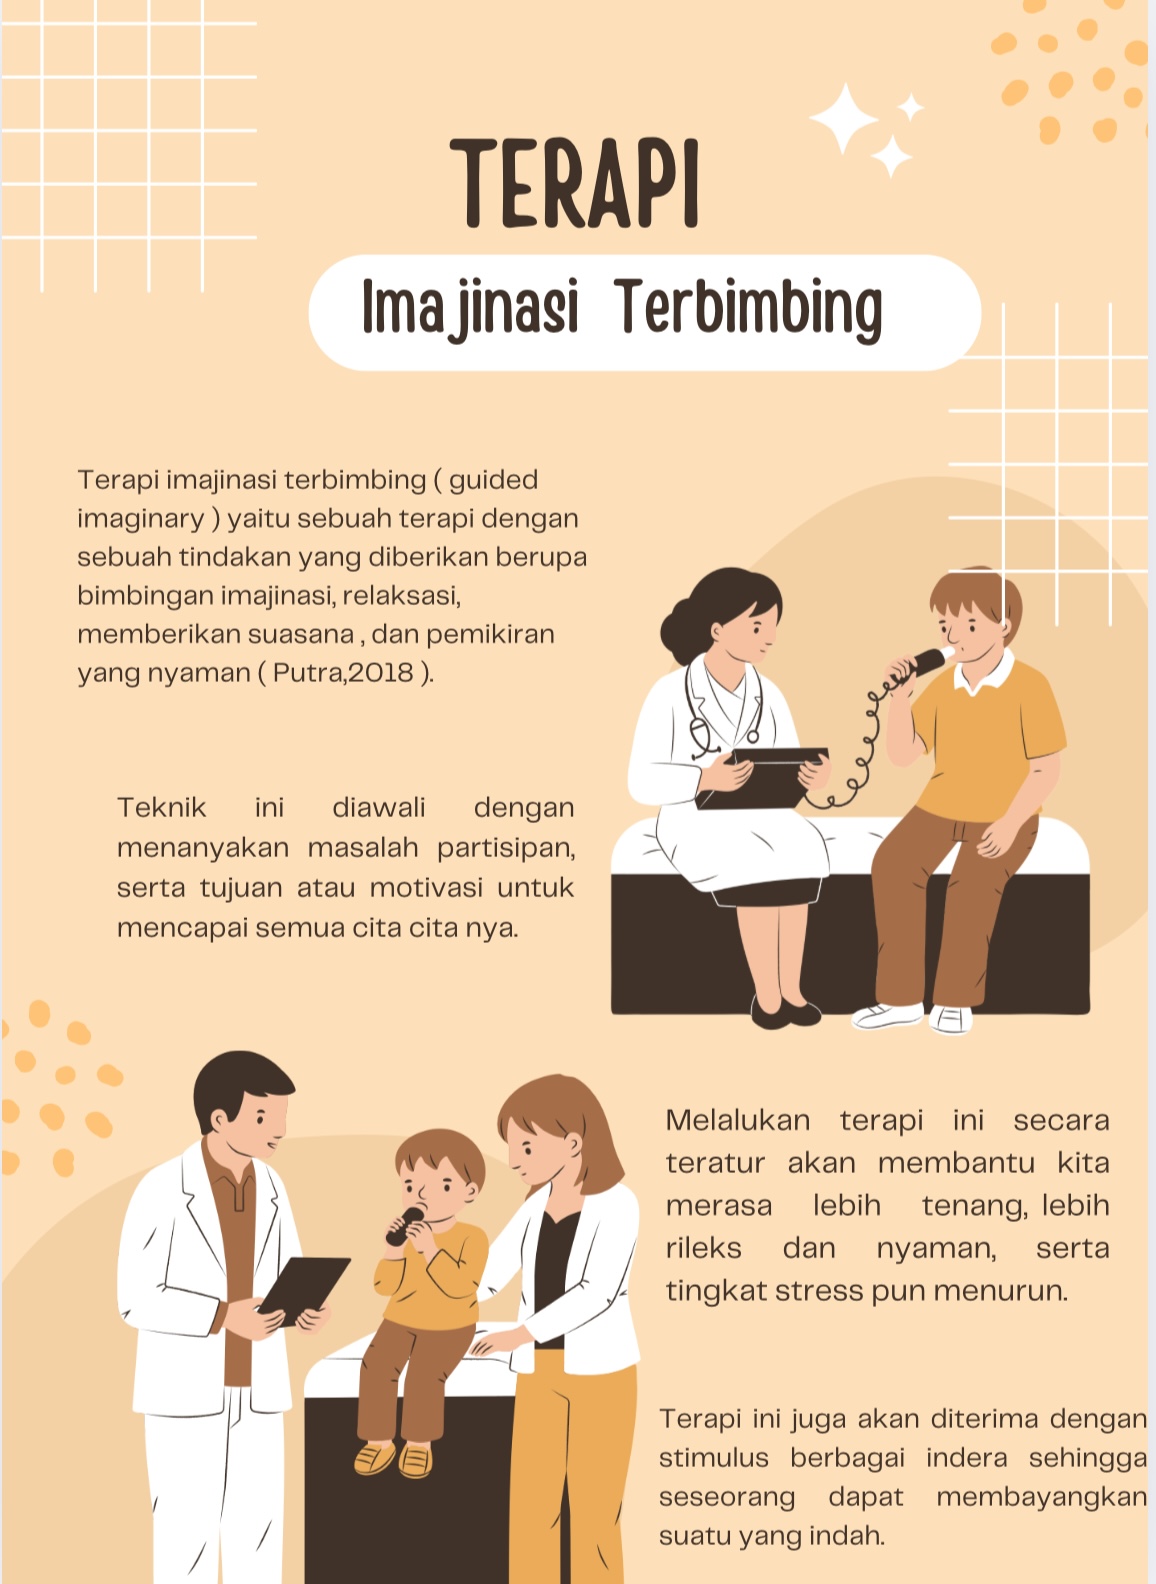 TERAPI
Imajinasi Terbimbing
Terapi imajinasi terbimbing ( guided
imaginary ) yaitu sebuah terapi dengan
sebuah tindakan yang diberikan berupa
bimbingan imajinasi, relaksasi,
memberikan suasana , dan pemikiran
yang nyaman ( Putra,2018 ).
Teknik ini diawali dengan
menanyakan masalah partisipan,
serta tujuan atau motivasi untuk
mencapai semua cita cita nya.
Melalukan terapi ini secara
teratur akan membantu kita
merasa lebih tenang, lebih
rileks dan nyaman, serta
tingkat stress pun menurun.
Terapi ini juga akan diterima dengan
stimulus berbagai indera sehingga
seseorang dapat membayangkan
suatu yang indah.